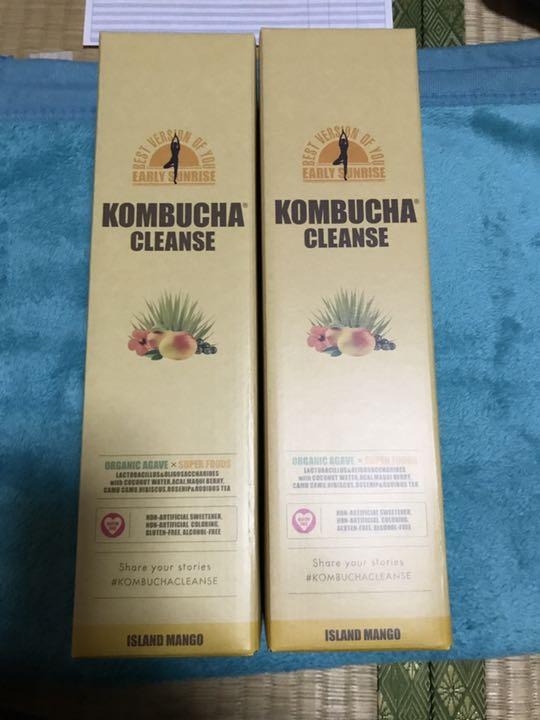 BEST VERSION OF YOU
EARLY SUNRISE
KOMBUCHA®
CLEANSE
ORGANIC AGAVE × SUPER FOODS
LACTOBACILLUS&OLIGOSACCHARIDES
with COCONUT WATER,ACAI,MAQUI BERRY,
CAMU CAMU,HIBISCUS,ROSEHIP&ROOIBOS TEA
NON-ARTIFICIAL SWEETENER,
NON-ARTIFICIAL COLORING,
GLUTEN-FREE, ALCOHOL-FREE
Share your stories
#KOMBUCHACLEANSE
ISLAND MANGO
BEST VERSION OF YOU
EARLY SUNRISE
KOMBUCHA®
CLEANSE
ORGANIC AGAVE × SUPER FOODS
LACTOBACILLUS&OLIGOSACCHARIDES
with COCONUT WATER,ACAI,MAQUI BERRY,
CAMU CAMU,HIBISCUS,ROSEHIP&ROOIBOS TEA
NON-ARTIFICIAL SWEETENER,
NON-ARTIFICIAL COLORING,
GLUTEN-FREE, ALCOHOL-FREE
Share your stories
#KOMBUCHACLEANSE
ISLAND MANGO